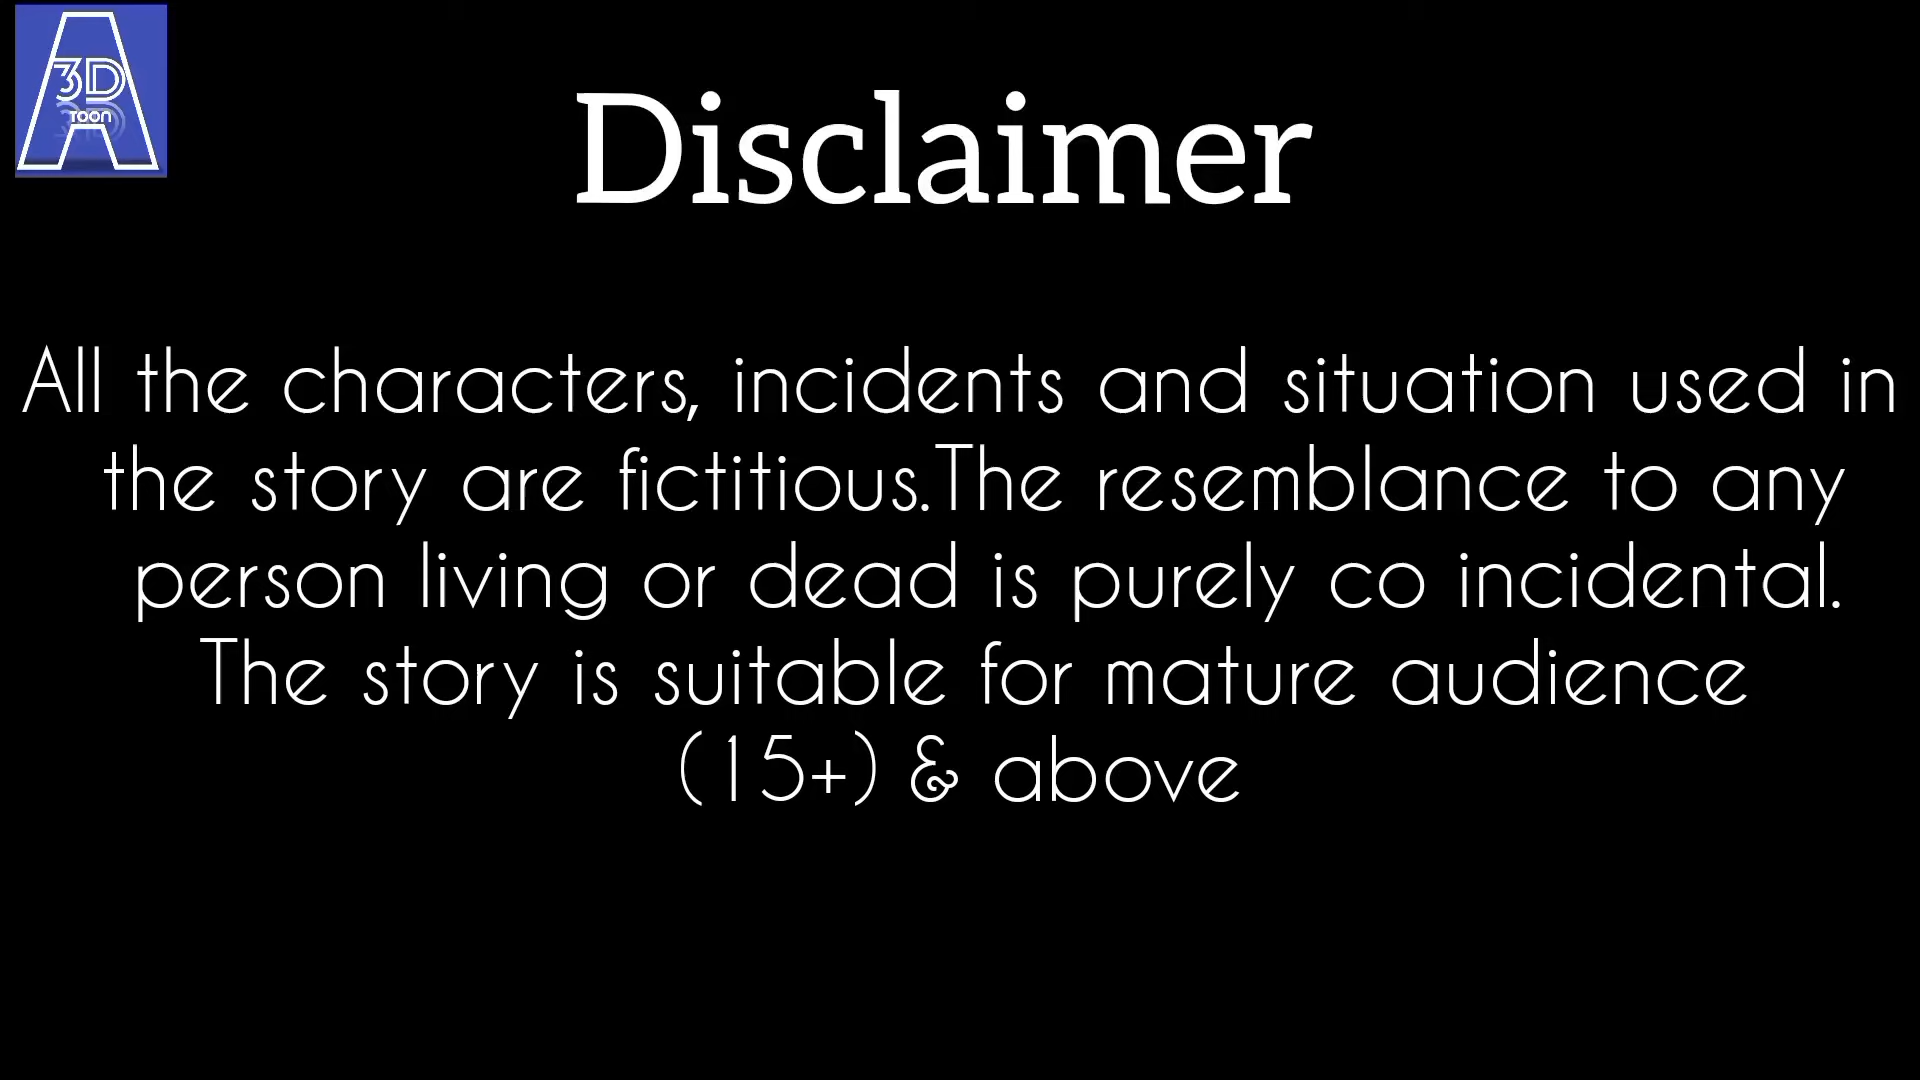 3D
TOON
Disclaimer
All the characters, incidents and situation used in
the story are fictitious.The resemblance to any
person living or dead is purely co incidental.
The story is suitable for mature audience
(15+) & above